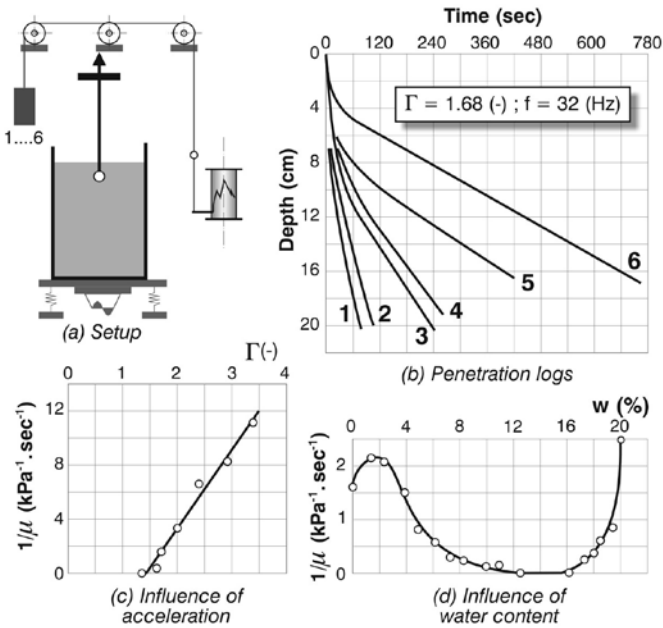 1....6
(a) Setup
Time (sec)
0 120 240 360 480 600 780
Depth (cm)
0
4
8
12
16
20
Γ = 1.68 (-) ; f = 32 (Hz)
1
2
3
4
5
6
(b) Penetration logs
Γ(-)
0 1 2 3 4
1/μ (kPa⁻¹.sec⁻¹)
12
8
4
0
(c) Influence of
acceleration
w (%)
0 4 8 12 16 20
1/μ (kPa⁻¹.sec⁻¹)
2
1
0
(d) Influence of
water content